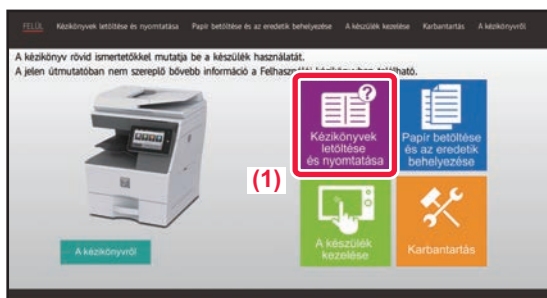 FELÜL Kézikönyvek letöltése és nyomtatása Papír betöltése és az eredetik behelyezése A készülék kezelése Karbantartás A kézikönyvről
A kézikönyv rövid ismertetőkkel mutatja be a készülék használatát.
A jelen útmutatóban nem szereplő bővebb információ a Felhasználói kézikönyvben található.
Kézikönyvek
letöltése
és nyomtatása
Papír betöltése
és az eredetik
behelyezése
(1)
A készülék
kezelése
Karbantartás
A kézikönyvről